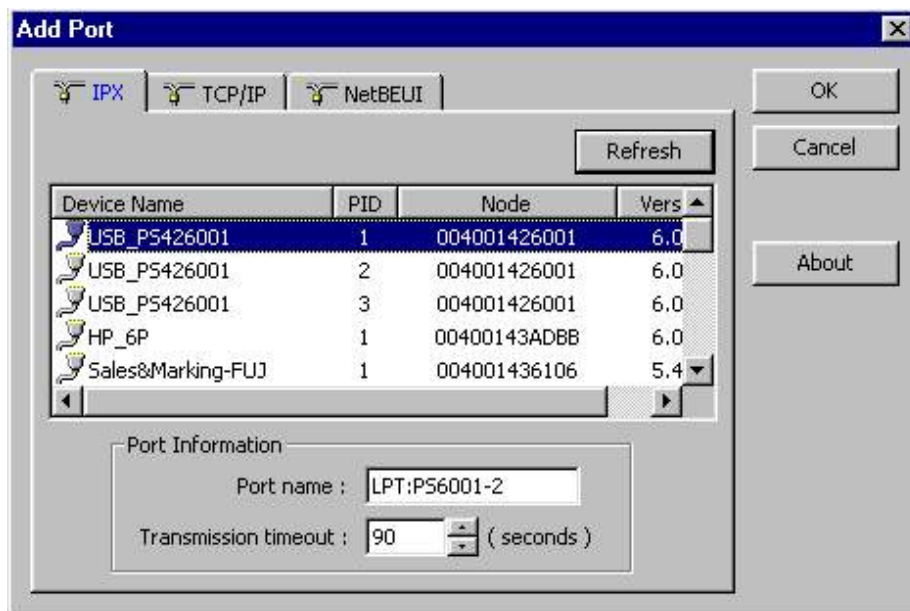 Add Port
IPX TCP/IP NetBEUI
OK
Cancel
About
Refresh
Device Name PID Node Vers
USB_PS426001 1 004001426001 6.0
USB_PS426001 2 004001426001 6.0
USB_PS426001 3 004001426001 6.0
HP_6P 1 00400143ADBB 6.0
Sales&Marking-FUJ 1 004001436106 5.4
Port Information
Port name : LPT:PS6001-2
Transmission timeout : 90 ( seconds )